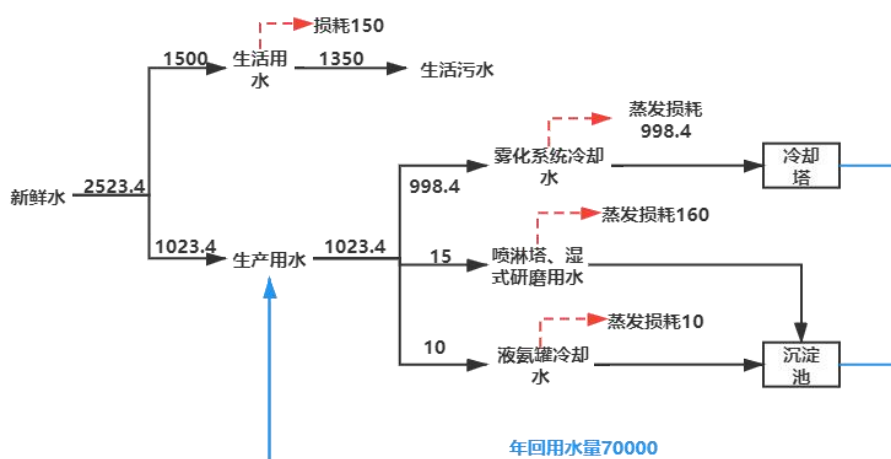 损耗150
1500
生活用
水
1350
生活污水
蒸发损耗
998.4
雾化系统冷却
水
冷却
塔
998.4
新鲜水
2523.4
蒸发损耗160
1023.4
生产用水
1023.4
15
喷淋塔、湿
式研磨用水
蒸发损耗10
10
液氨罐冷却
水
沉淀
池
年回用水量70000